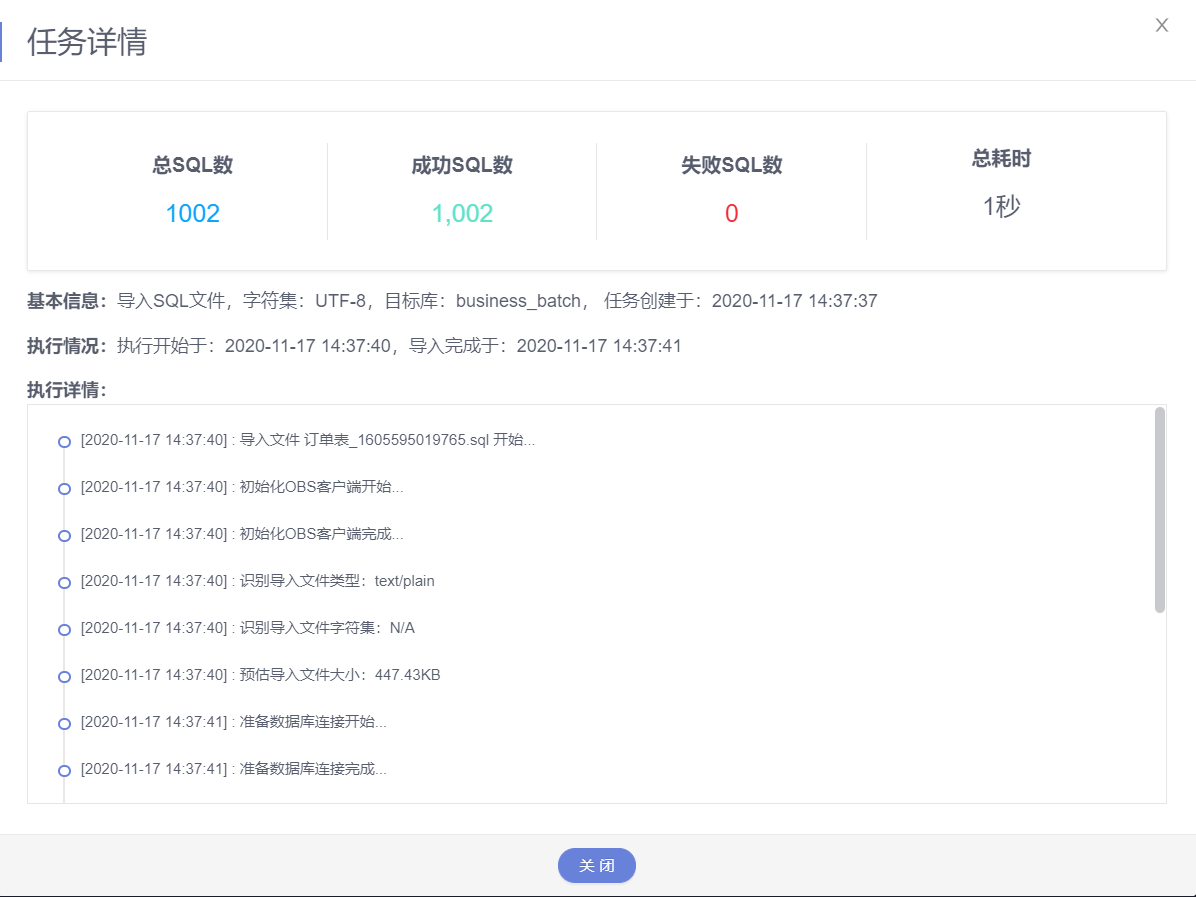 任务详情
X
总SQL数
1002
成功SQL数
1,002
失败SQL数
0
总耗时
1秒
基本信息：导入SQL文件，字符集：UTF-8，目标库：business_batch， 任务创建于：2020-11-17 14:37:37
执行情况：执行开始于：2020-11-17 14:37:40，导入完成于：2020-11-17 14:37:41
执行详情：
[2020-11-17 14:37:40] : 导入文件 订单表_1605595019765.sql 开始...
[2020-11-17 14:37:40] : 初始化OBS客户端开始...
[2020-11-17 14:37:40] : 初始化OBS客户端完成...
[2020-11-17 14:37:40] : 识别导入文件类型：text/plain
[2020-11-17 14:37:40] : 识别导入文件字符集：N/A
[2020-11-17 14:37:40] : 预估导入文件大小：447.43KB
[2020-11-17 14:37:41] : 准备数据库连接开始...
[2020-11-17 14:37:41] : 准备数据库连接完成...
关 闭